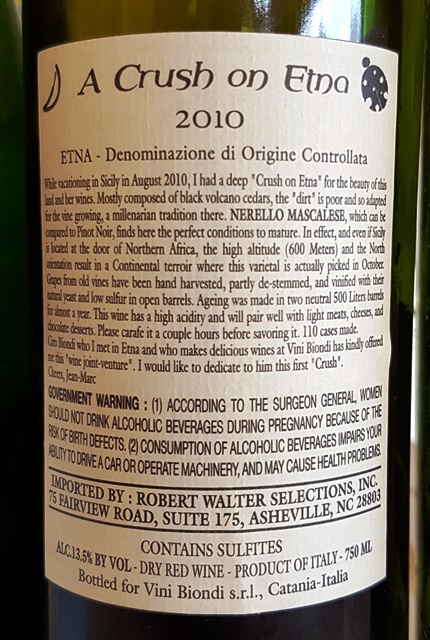 A Crush on Etna
2010
ETNA - Denominazione di Origine Controllata
While vacationing in Sicily in August 2010, I had a deep "Crush on Etna" for the beauty of this
land and her wines. Mostly composed of black volcano cedars, the "dirt" is poor and so adapted
for the vine growing, a millenarian tradition there. NERELLO MASCALESE, which can be
compared to Pinot Noir, finds here the perfect conditions to mature. In effect, and even if Sicily
is located at the door of Northern Africa, the high altitude (600 Meters) and the North
orientation result in a Continental terroir where this varietal is actually picked in October.
Grapes from old vines have been hand harvested, partly de-stemmed, and vinified with their
natural yeast and low sulfur in open barrels. Ageing was made in two neutral 500 Liters barrels
for almost a year. This wine has a high acidity and will pair well with light meats, cheeses, and
chocolate desserts. Please carafe it a couple hours before savoring it. 110 cases made.
Ciro Biondi who I met in Etna and who makes delicious wines at Vini Biondi has kindly offered
me this "wine joint-venture". I would like to dedicate to him this first "Crush".
Cheers, Jean-Marc
GOVERNMENT WARNING : (1) ACCORDING TO THE SURGEON GENERAL, WOMEN
SHOULD NOT DRINK ALCOHOLIC BEVERAGES DURING PREGNANCY BECAUSE OF THE
RISK OF BIRTH DEFECTS. (2) CONSUMPTION OF ALCOHOLIC BEVERAGES IMPAIRS YOUR
ABILITY TO DRIVE A CAR OR OPERATE MACHINERY, AND MAY CAUSE HEALTH PROBLEMS.
IMPORTED BY : ROBERT WALTER SELECTIONS, INC.
75 FAIRVIEW ROAD, SUITE 175, ASHEVILLE, NC 28803
CONTAINS SULFITES
ALC.13.5% BY VOL - DRY RED WINE - PRODUCT OF ITALY - 750 ML
Bottled for Vini Biondi s.r.l., Catania-Italia